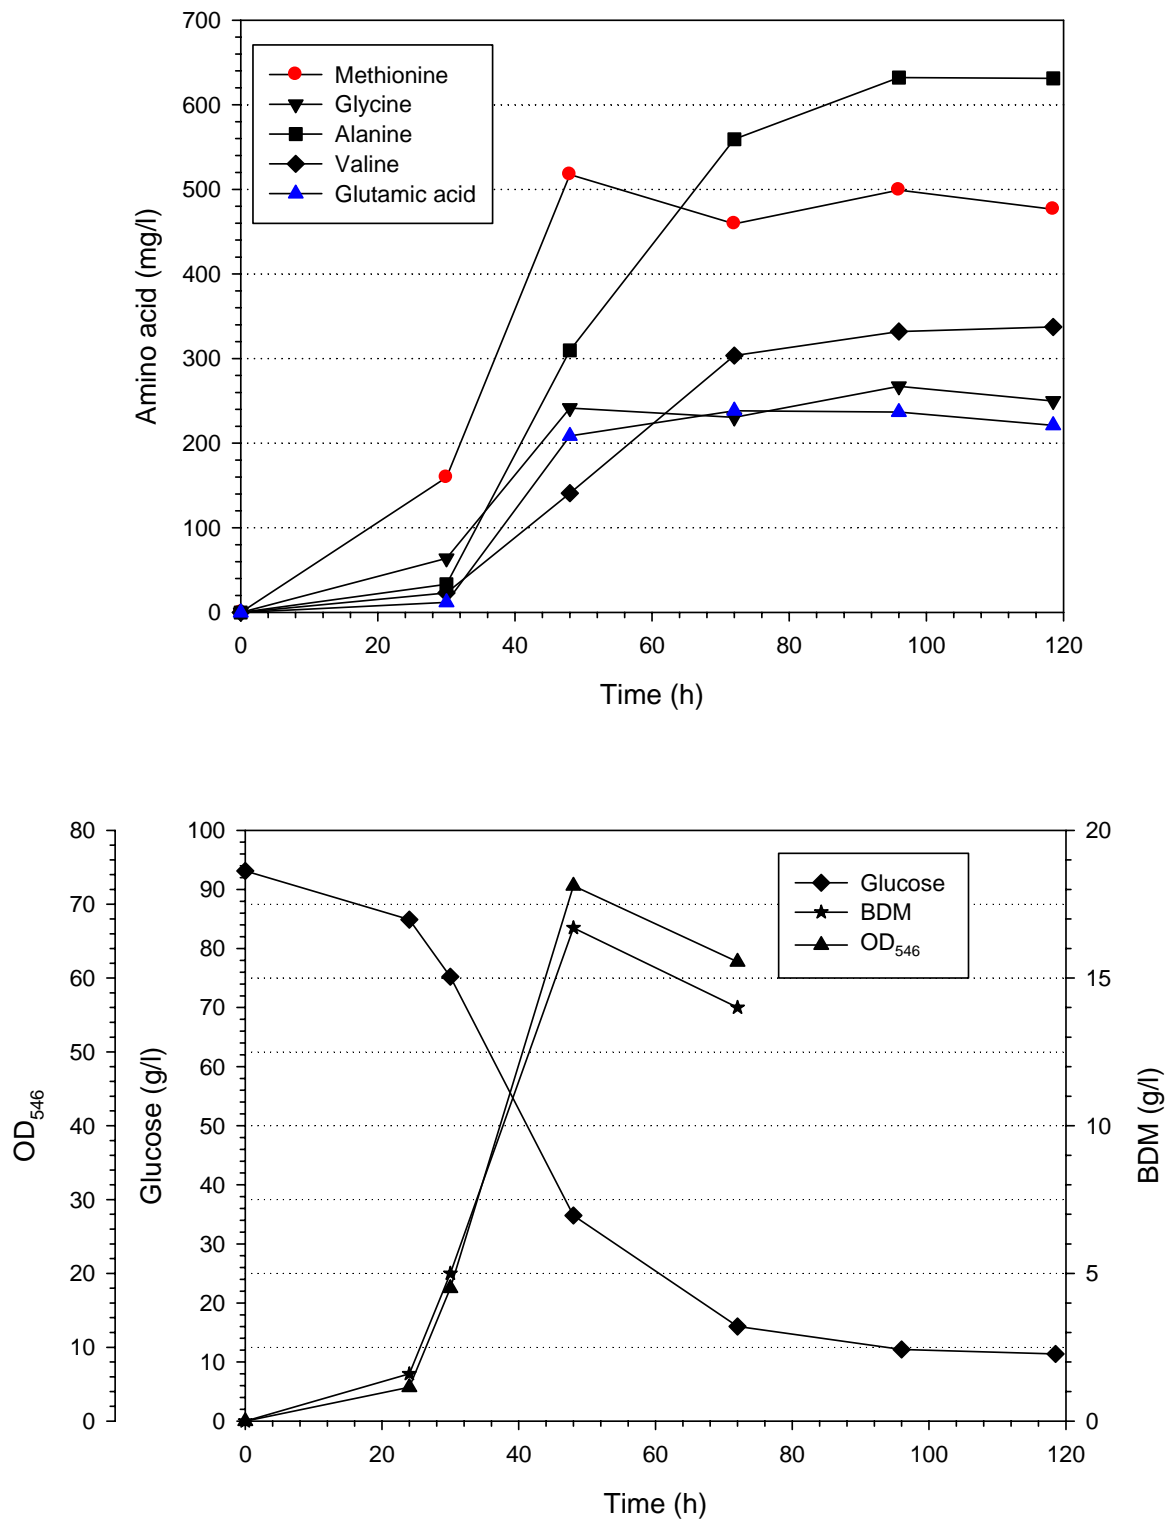 700
600
500
400
300
200
100
0
Amino acid (mg/l)
Methionine
Glycine
Alanine
Valine
Glutamic acid
0 20 40 60 80 100 120
Time (h)
80
70
60
50
40
30
20
10
0
OD546
100
90
80
70
60
50
40
30
20
10
0
Glucose (g/l)
Glucose
BDM
OD546
20
15
10
5
0
BDM (g/l)
0 20 40 60 80 100 120
Time (h)